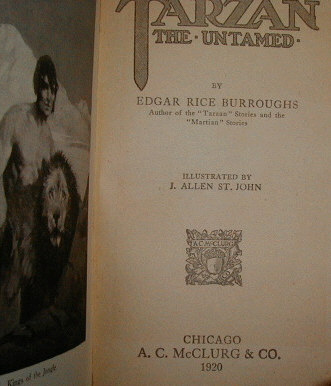 TARZAN
THE · UNTAMED ·
BY
EDGAR RICE BURROUGHS
Author of the "Tarzan" Stories and the
"Martian" Stories
ILLUSTRATED BY
J. ALLEN ST. JOHN
A.C. McCLURG
CHICAGO
A. C. McCLURG & CO.
1920
Kings of the Jungle